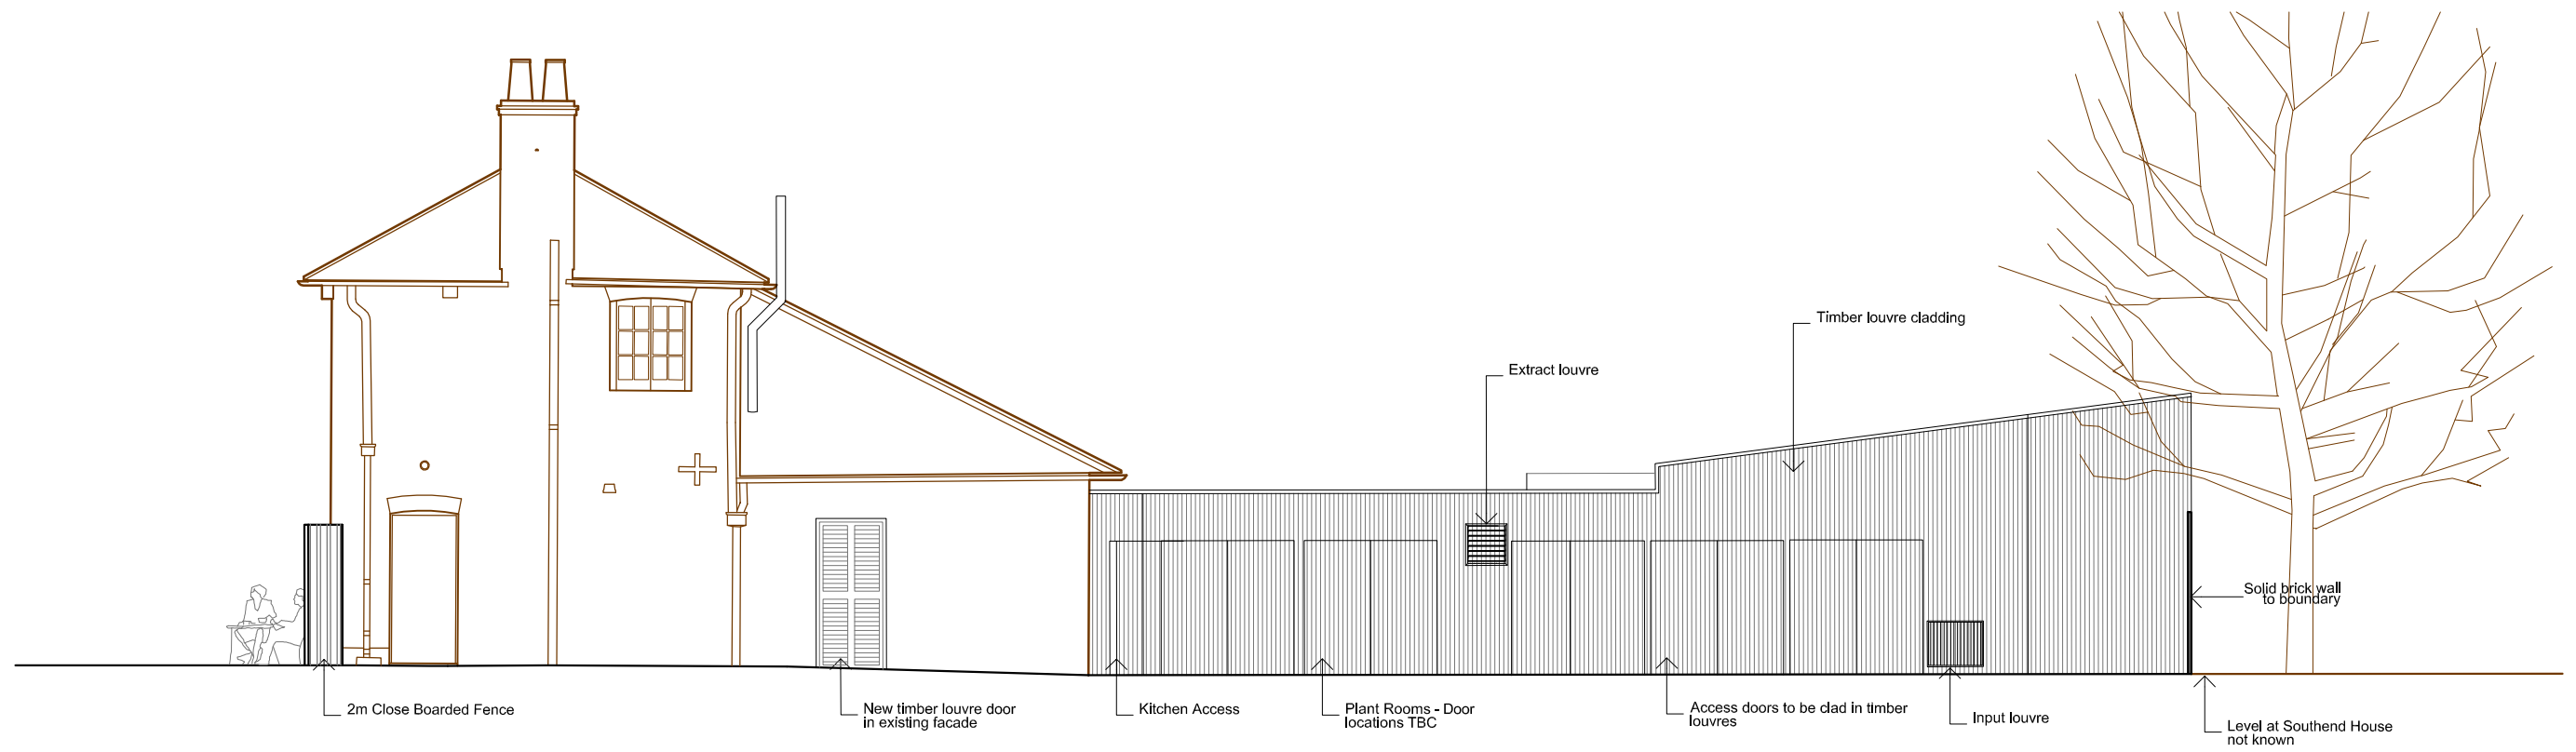 Timber louvre cladding
Extract louvre
Solid brick wall
to boundary
2m Close Boarded Fence
New timber louvre door
in existing facade
Kitchen Access
Plant Rooms - Door
locations TBC
Access doors to be clad in timber
louvres
Input louvre
Level at Southend House
not known